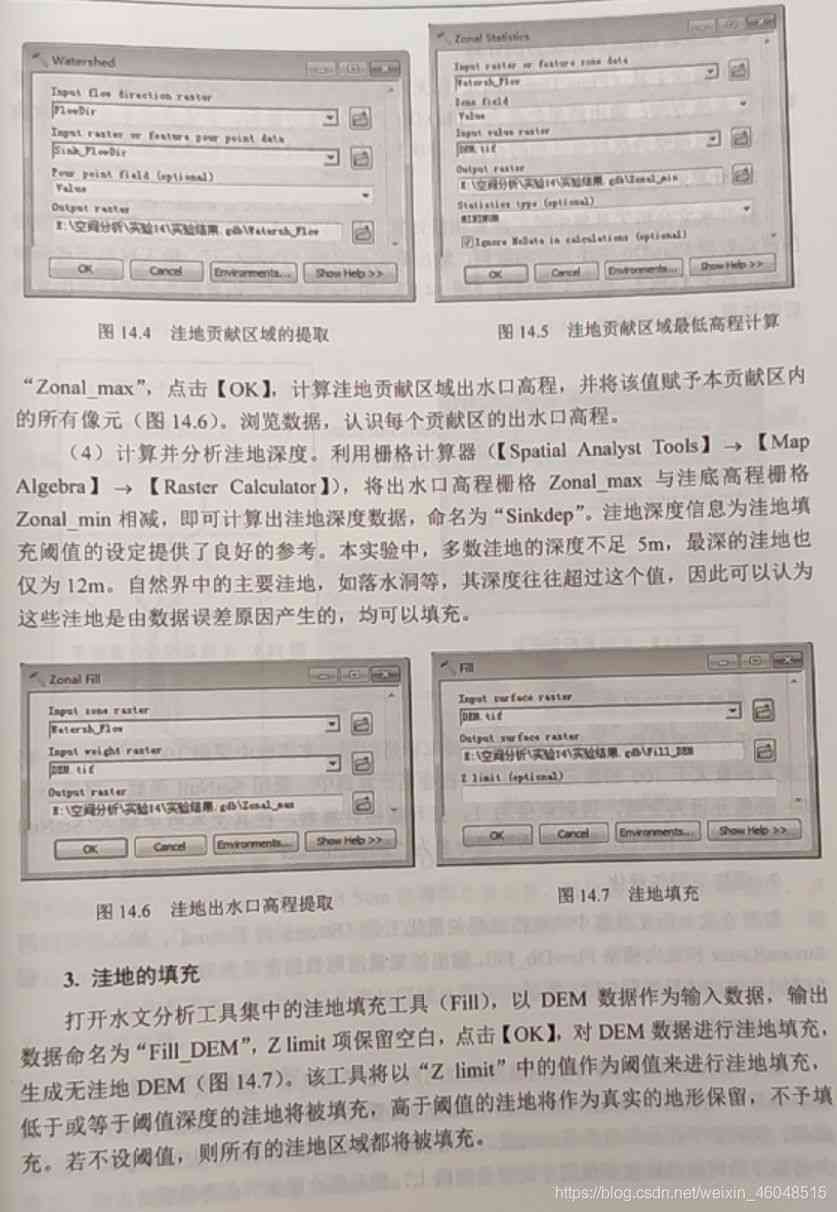 Watershed
Input flow direction raster
FlowDir
Input raster or feature pour point data
Sink_FlowDir
Pour point field (optional)
Value
Output raster
E:\空间分析\实验14\实验结果.gdb\Watersh_Flow
OK Cancel Environments... Show Help >>
图 14.4 洼地贡献区域的提取
Zonal Statistics
Input raster or feature zone data
Watersh_Flow
Zone field
Value
Input value raster
DEM.tif
Output raster
E:\空间分析\实验14\实验结果.gdb\Zonal_min
Statistics type (optional)
MINIMUM
Ignore NoData in calculations (optional)
OK Cancel Environments... Show Help >>
图 14.5 洼地贡献区域最低高程计算
“Zonal_max”，点击【OK】，计算洼地贡献区域出水口高程，并将该值赋予本贡献区内
的所有像元（图 14.6）。浏览数据，认识每个贡献区的出水口高程。
（4）计算并分析洼地深度。利用栅格计算器（【Spatial Analyst Tools】→【Map
Algebra】→【Raster Calculator】），将出水口高程栅格 Zonal_max 与洼底高程栅格
Zonal_min 相减，即可计算出洼地深度数据，命名为“Sinkdep”。洼地深度信息为洼地填
充阈值的设定提供了良好的参考。本实验中，多数洼地的深度不足 5m，最深的洼地也
仅为 12m。自然界中的主要洼地，如落水洞等，其深度往往超过这个值，因此可以认为
这些洼地是由数据误差原因产生的，均可以填充。
Zonal Fill
Input zone raster
Watersh_Flow
Input weight raster
DEM.tif
Output raster
E:\空间分析\实验14\实验结果.gdb\Zonal_max
OK Cancel Environments... Show Help >>
图 14.6 洼地出水口高程提取
Fill
Input surface raster
DEM.tif
Output surface raster
E:\空间分析\实验14\实验结果.gdb\Fill_DEM
Z limit (optional)
OK Cancel Environments... Show Help >>
图 14.7 洼地填充
3. 洼地的填充
打开水文分析工具集中的洼地填充工具（Fill），以 DEM 数据作为输入数据，输出
数据命名为“Fill_DEM”，Z limit 项保留空白，点击【OK】，对 DEM 数据进行洼地填充，
生成无洼地 DEM（图 14.7）。该工具将以“Z limit”中的值作为阈值来进行洼地填充，
低于或等于阈值深度的洼地将被填充，高于阈值的洼地将作为真实的地形保留，不予填
充。若不设阈值，则所有的洼地区域都将被填充。
https://blog.csdn.net/weixin_46048515